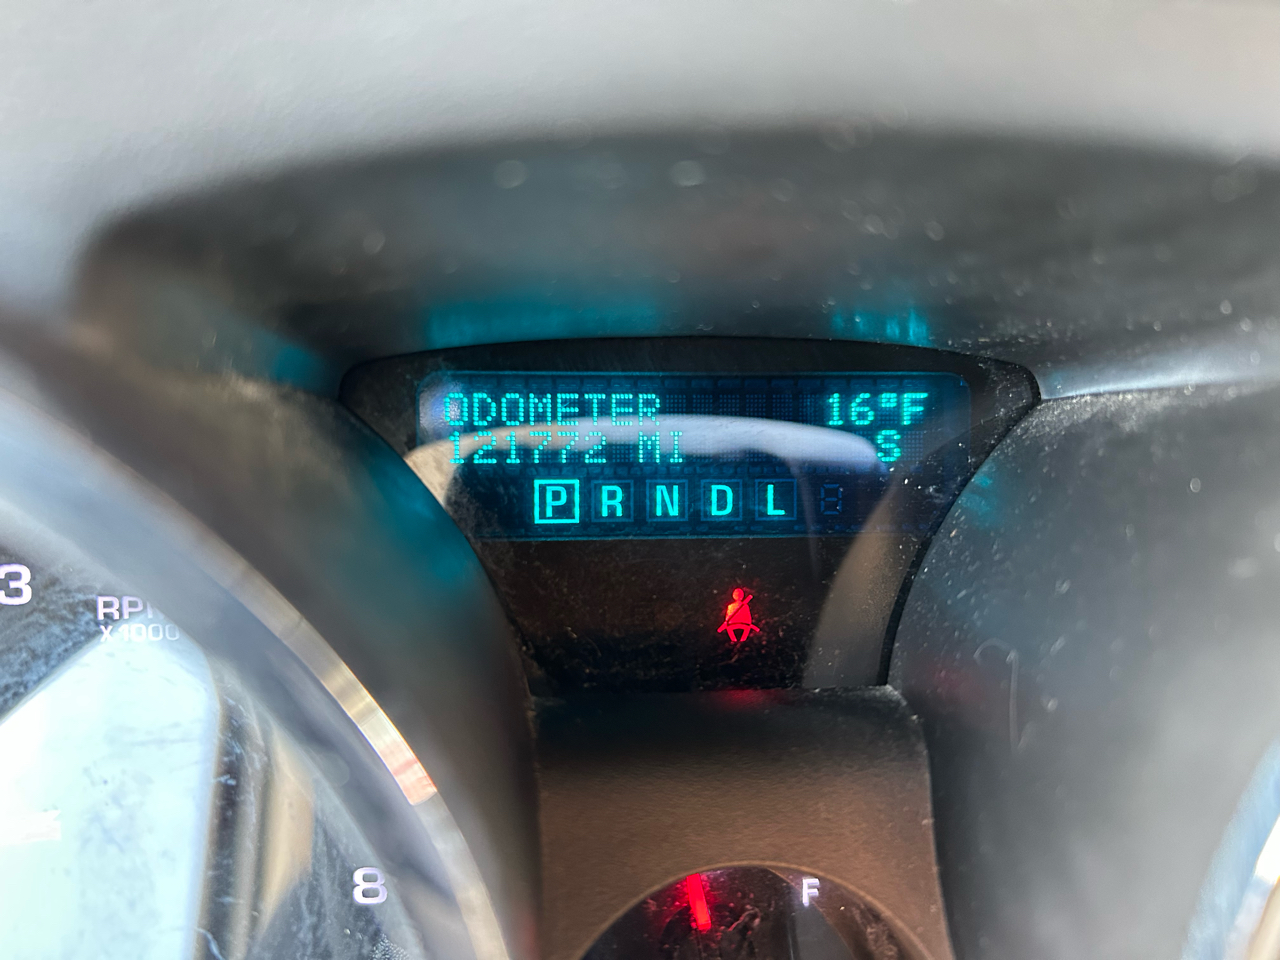 ODOMETER 16°F
121772 MI S
P R N D L
3
RPM
X1000
8
F